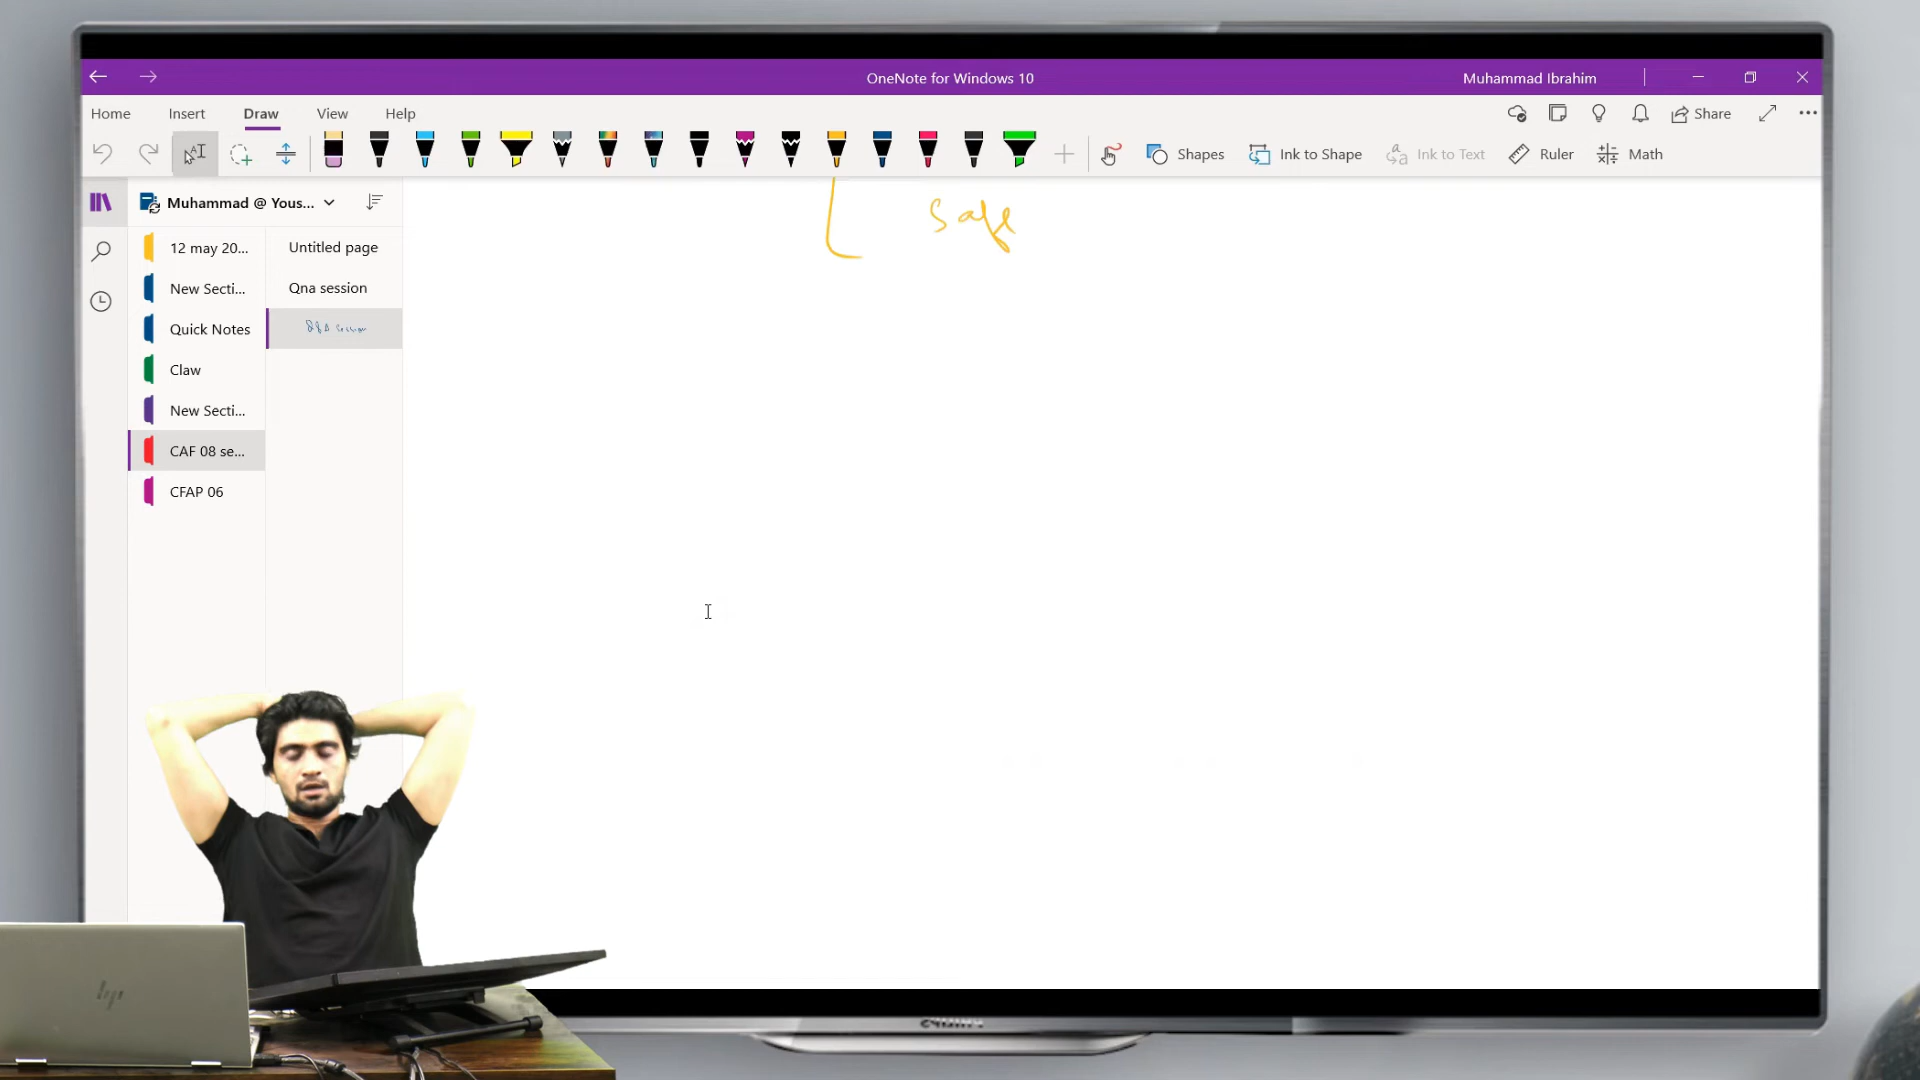 OneNote for Windows 10
Muhammad Ibrahim
Home Insert Draw View Help
Share
Shapes
Ink to Shape
Ink to Text
Ruler
Math
Muhammad @ Yous...
12 may 20...
New Secti...
Quick Notes
Claw
New Secti...
CAF 08 se...
CFAP 06
Untitled page
Qna session
Safe
hp